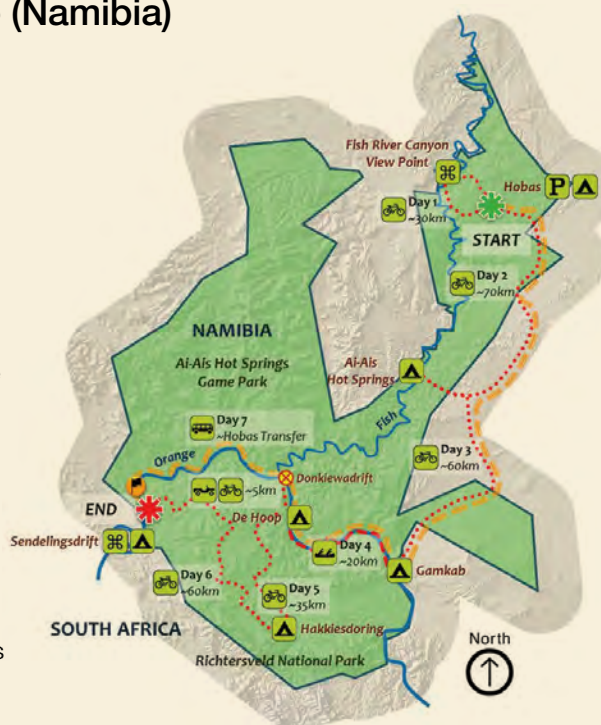 (Namibia)
Fish River Canyon
View Point
Hobas
P
Day 1
~30km
START
Day 2
~70km
NAMIBIA
Ai-Ais Hot Springs
Game Park
Ai-Ais
Hot Springs
Fish
Day 7
~Hobas Transfer
Orange
Day 3
~60km
Donkiewadrift
~5km
END
De Hoop
Sendelingsdrift
Day 4
~20km
Gamkab
Day 6
~60km
Day 5
~35km
SOUTH AFRICA
Hakkiesdoring
Richtersveld National Park
North
s